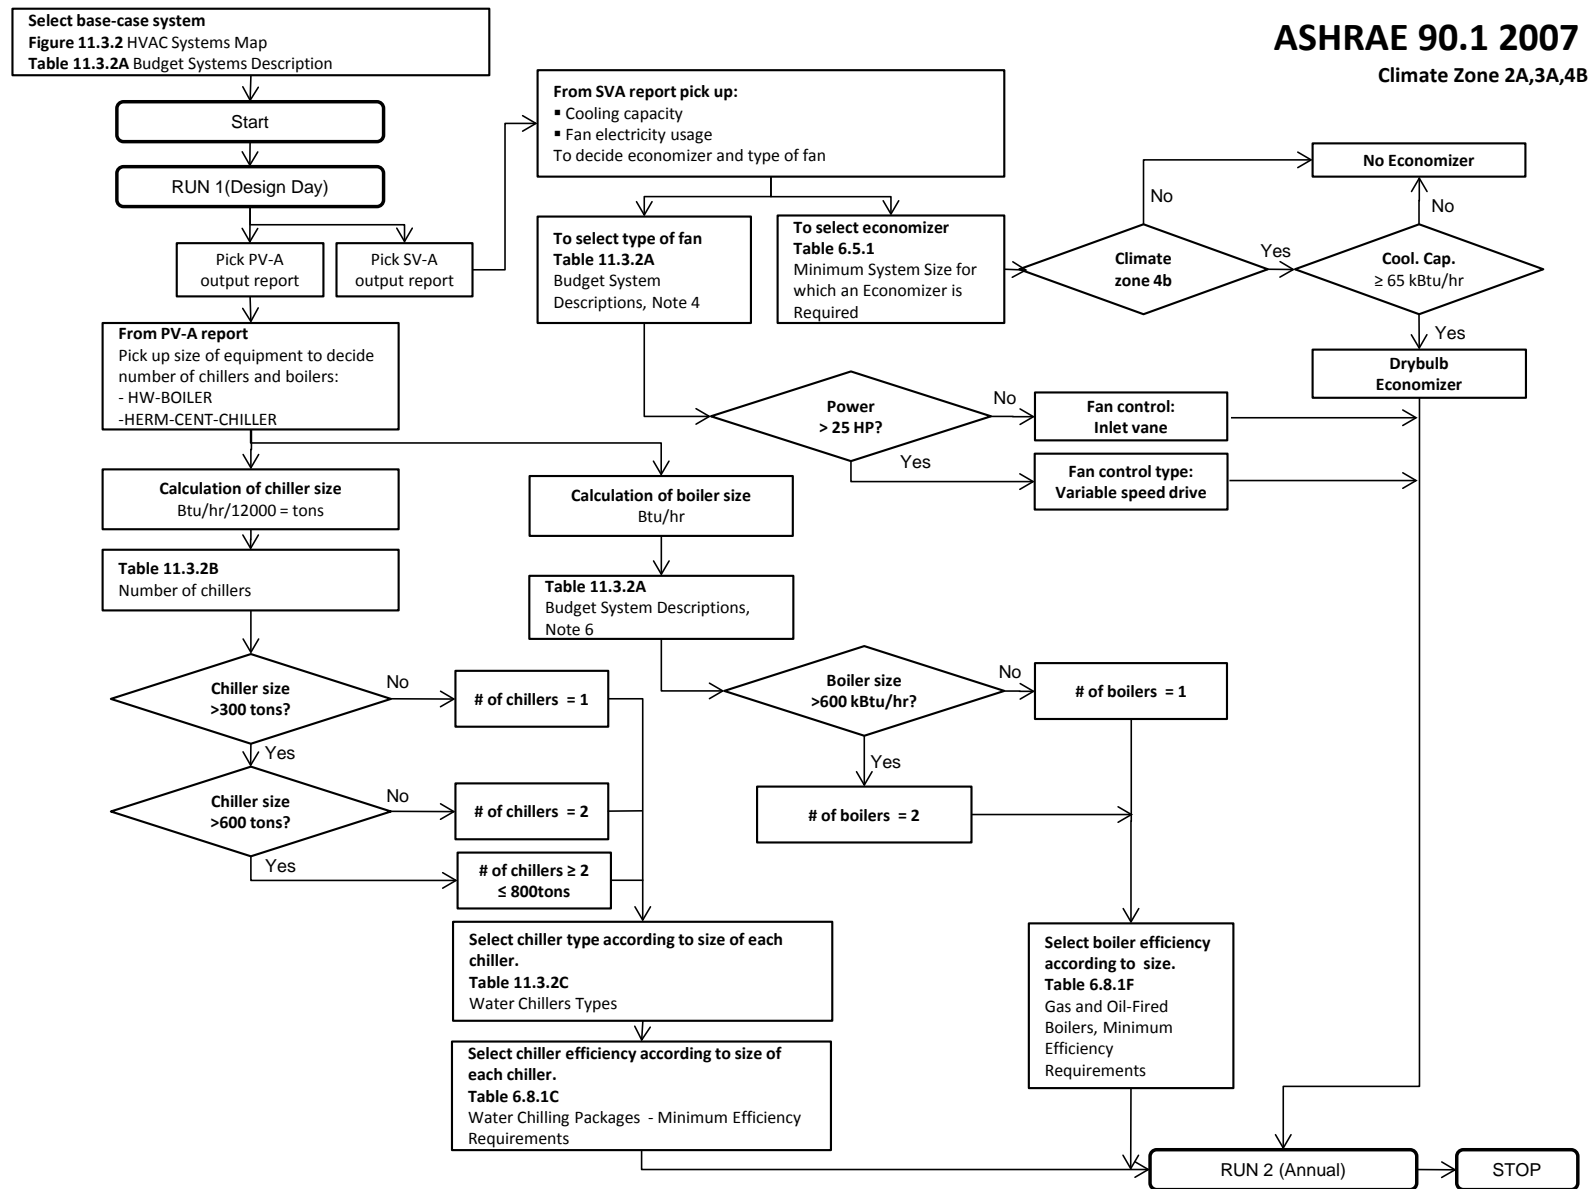 Select base-case system
Figure 11.3.2 HVAC Systems Map
Table 11.3.2A Budget Systems Description
ASHRAE 90.1 2007
Climate Zone 2A,3A,4B
Start
RUN 1(Design Day)
Pick PV-A
output report
Pick SV-A
output report
From SVA report pick up:
▪ Cooling capacity
▪ Fan electricity usage
To decide economizer and type of fan
To select type of fan
Table 11.3.2A
Budget System
Descriptions, Note 4
To select economizer
Table 6.5.1
Minimum System Size for
which an Economizer is
Required
Climate
zone 4b
No
Yes
No Economizer
No
Cool. Cap.
≥ 65 kBtu/hr
Yes
Drybulb
Economizer
From PV-A report
Pick up size of equipment to decide
number of chillers and boilers:
- HW-BOILER
-HERM-CENT-CHILLER
Power
> 25 HP?
No
Fan control:
Inlet vane
Yes
Fan control type:
Variable speed drive
Calculation of chiller size
Btu/hr/12000 = tons
Calculation of boiler size
Btu/hr
Table 11.3.2B
Number of chillers
Table 11.3.2A
Budget System Descriptions,
Note 6
Chiller size
>300 tons?
No
# of chillers = 1
Yes
Chiller size
>600 tons?
No
# of chillers = 2
Yes
# of chillers ≥ 2
≤ 800tons
Boiler size
>600 kBtu/hr?
No
# of boilers = 1
Yes
# of boilers = 2
Select chiller type according to size of each
chiller.
Table 11.3.2C
Water Chillers Types
Select chiller efficiency according to size of
each chiller.
Table 6.8.1C
Water Chilling Packages - Minimum Efficiency
Requirements
Select boiler efficiency
according to size.
Table 6.8.1F
Gas and Oil-Fired
Boilers, Minimum
Efficiency
Requirements
RUN 2 (Annual)
STOP